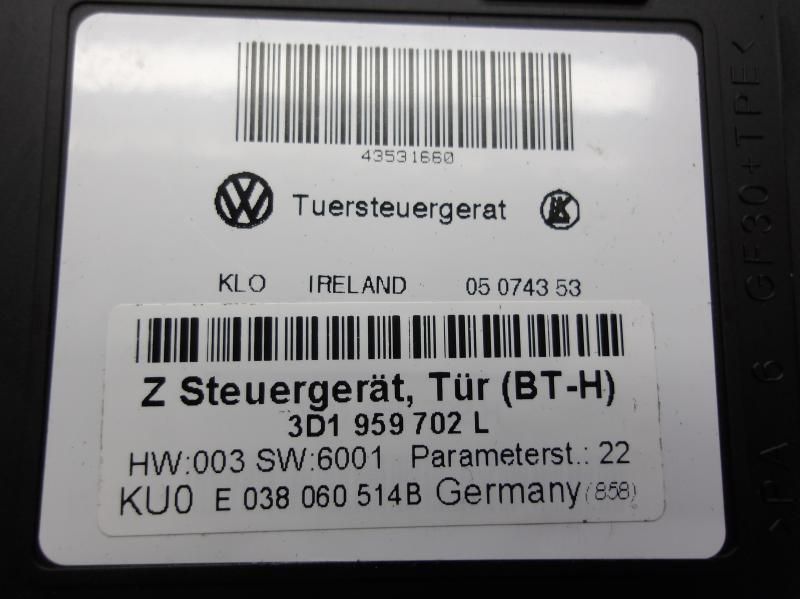 43531660
VW Tuersteuergerat
KLO IRELAND 05 0743 53
Z Steuergerät, Tür (BT-H)
3D1 959 702 L
HW:003 SW:6001 Parameterst.: 22
KU0 E 038 060 514B Germany (858)
>PA 6 GF30+TPE<